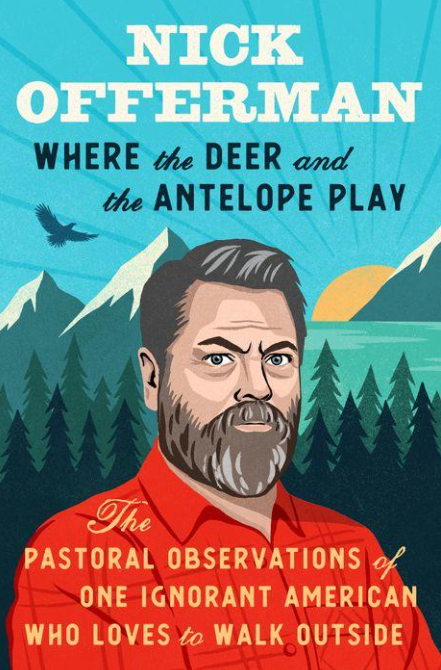 NICK
OFFERMAN
WHERE the DEER and
the ANTELOPE PLAY
The
PASTORAL OBSERVATIONS of
ONE IGNORANT AMERICAN
WHO LOVES to WALK OUTSIDE